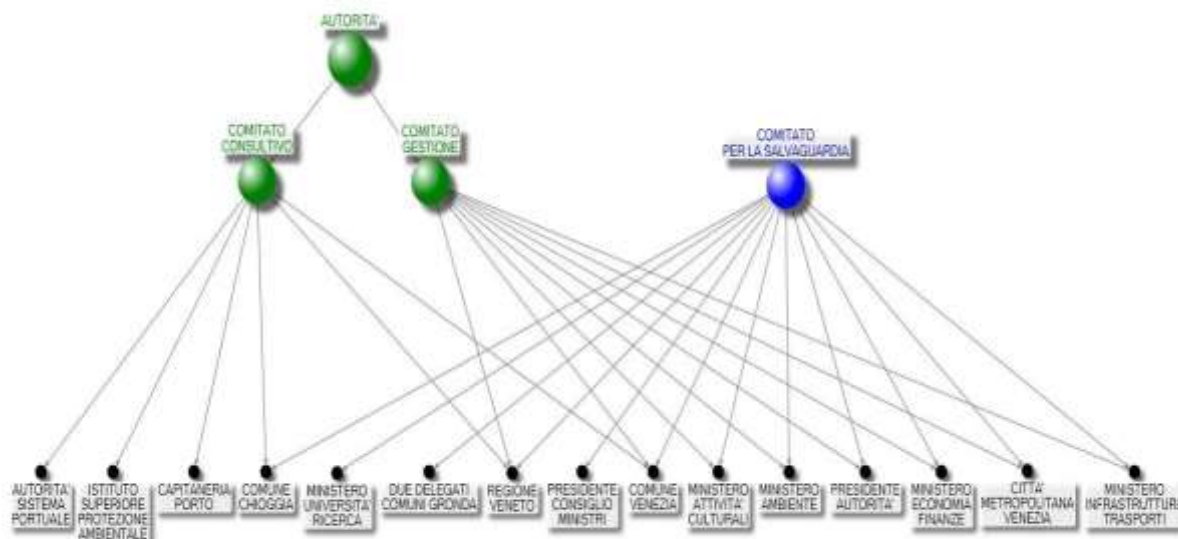 AUTORITA'
COMITATO
CONSULTIVO
COMITATO
GESTIONE
COMITATO
PER LA SALVAGUARDIA
AUTORITA'
SISTEMA
PORTUALE
ISTITUTO
SUPERIORE
PROTEZIONE
AMBIENTALE
CAPITANERIA
PORTO
COMUNE
CHIOGGIA
MINISTERO
UNIVERSITA'
RICERCA
DUE DELEGATI
COMUNI GRONDA
REGIONE
VENETO
PRESIDENTE
CONSIGLIO
MINISTRI
COMUNE
VENEZIA
MINISTERO
ATTIVITA'
CULTURALI
MINISTERO
AMBIENTE
PRESIDENTE
AUTORITA'
MINISTERO
ECONOMIA
FINANZE
CITTA'
METROPOLITANA
VENEZIA
MINISTERO
INFRASTRUTTURE
TRASPORTI